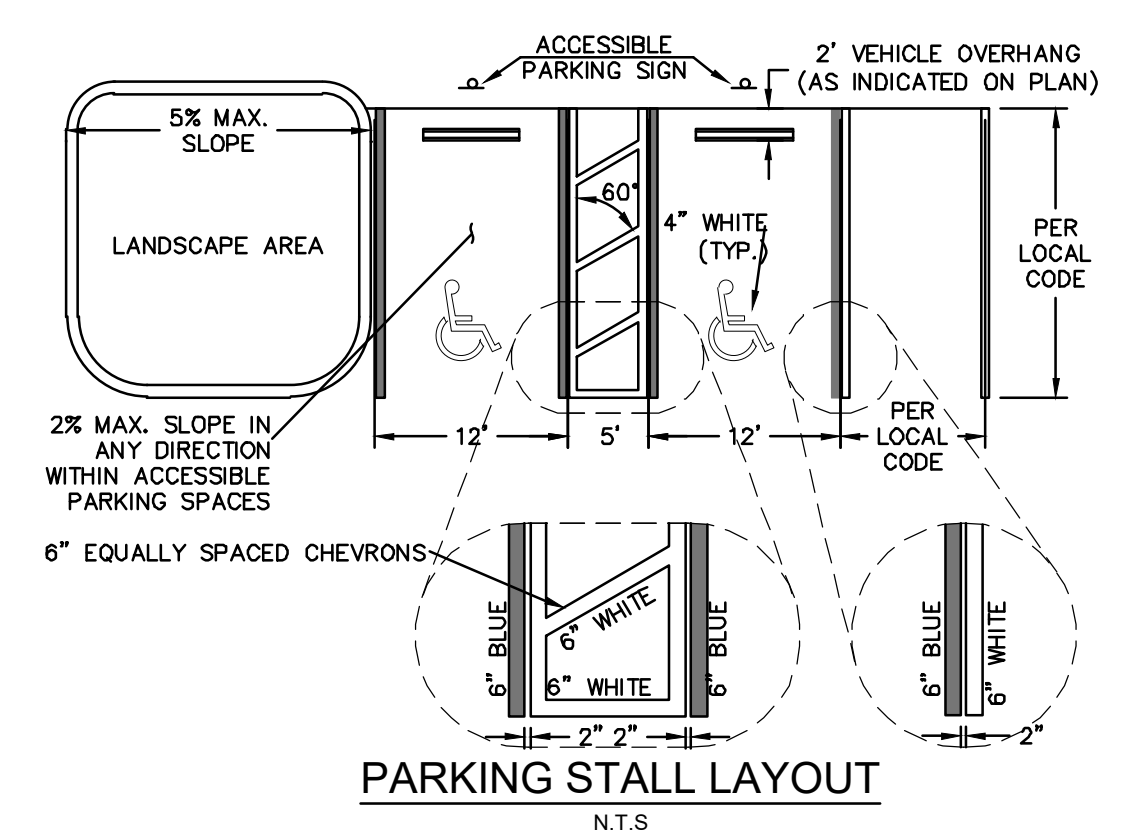 ACCESSIBLE
PARKING SIGN
2' VEHICLE OVERHANG
(AS INDICATED ON PLAN)
5% MAX.
SLOPE
60°
4" WHITE
(TYP.)
LANDSCAPE AREA
PER
LOCAL
CODE
2% MAX. SLOPE IN
ANY DIRECTION
WITHIN ACCESSIBLE
PARKING SPACES
12'
5'
12'
PER
LOCAL
CODE
6" EQUALLY SPACED CHEVRONS
6" BLUE
6" WHITE
6" WHITE
6" BLUE
6" BLUE
6" WHITE
2" 2"
2"
PARKING STALL LAYOUT
N.T.S